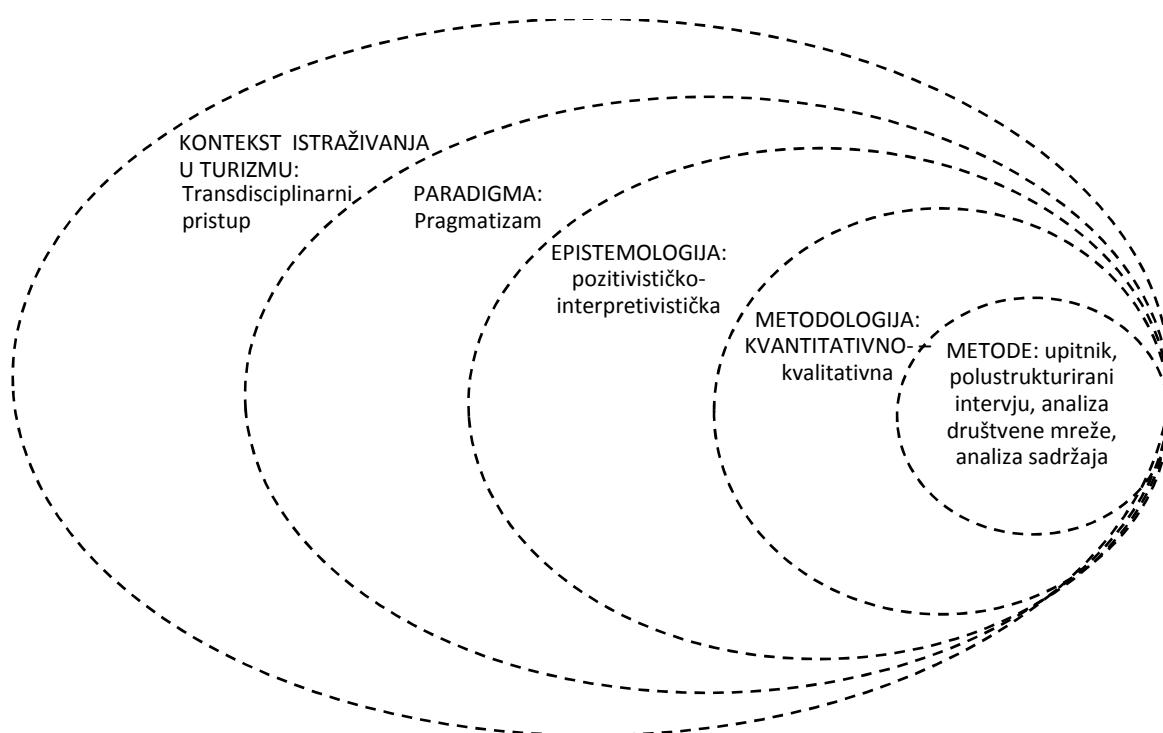 KONTEKST ISTRAŽIVANJA
U TURIZMU:
Transdisciplinarni
pristup
PARADIGMA:
Pragmatizam
EPISTEMOLOGIJA:
pozitivističko-
interpretivistička
METODOLOGIJA:
KVANTITATIVNO-
kvalitativna
METODE: upitnik,
polustrukturirani
intervju, analiza
društvene mreže,
analiza sadržaja